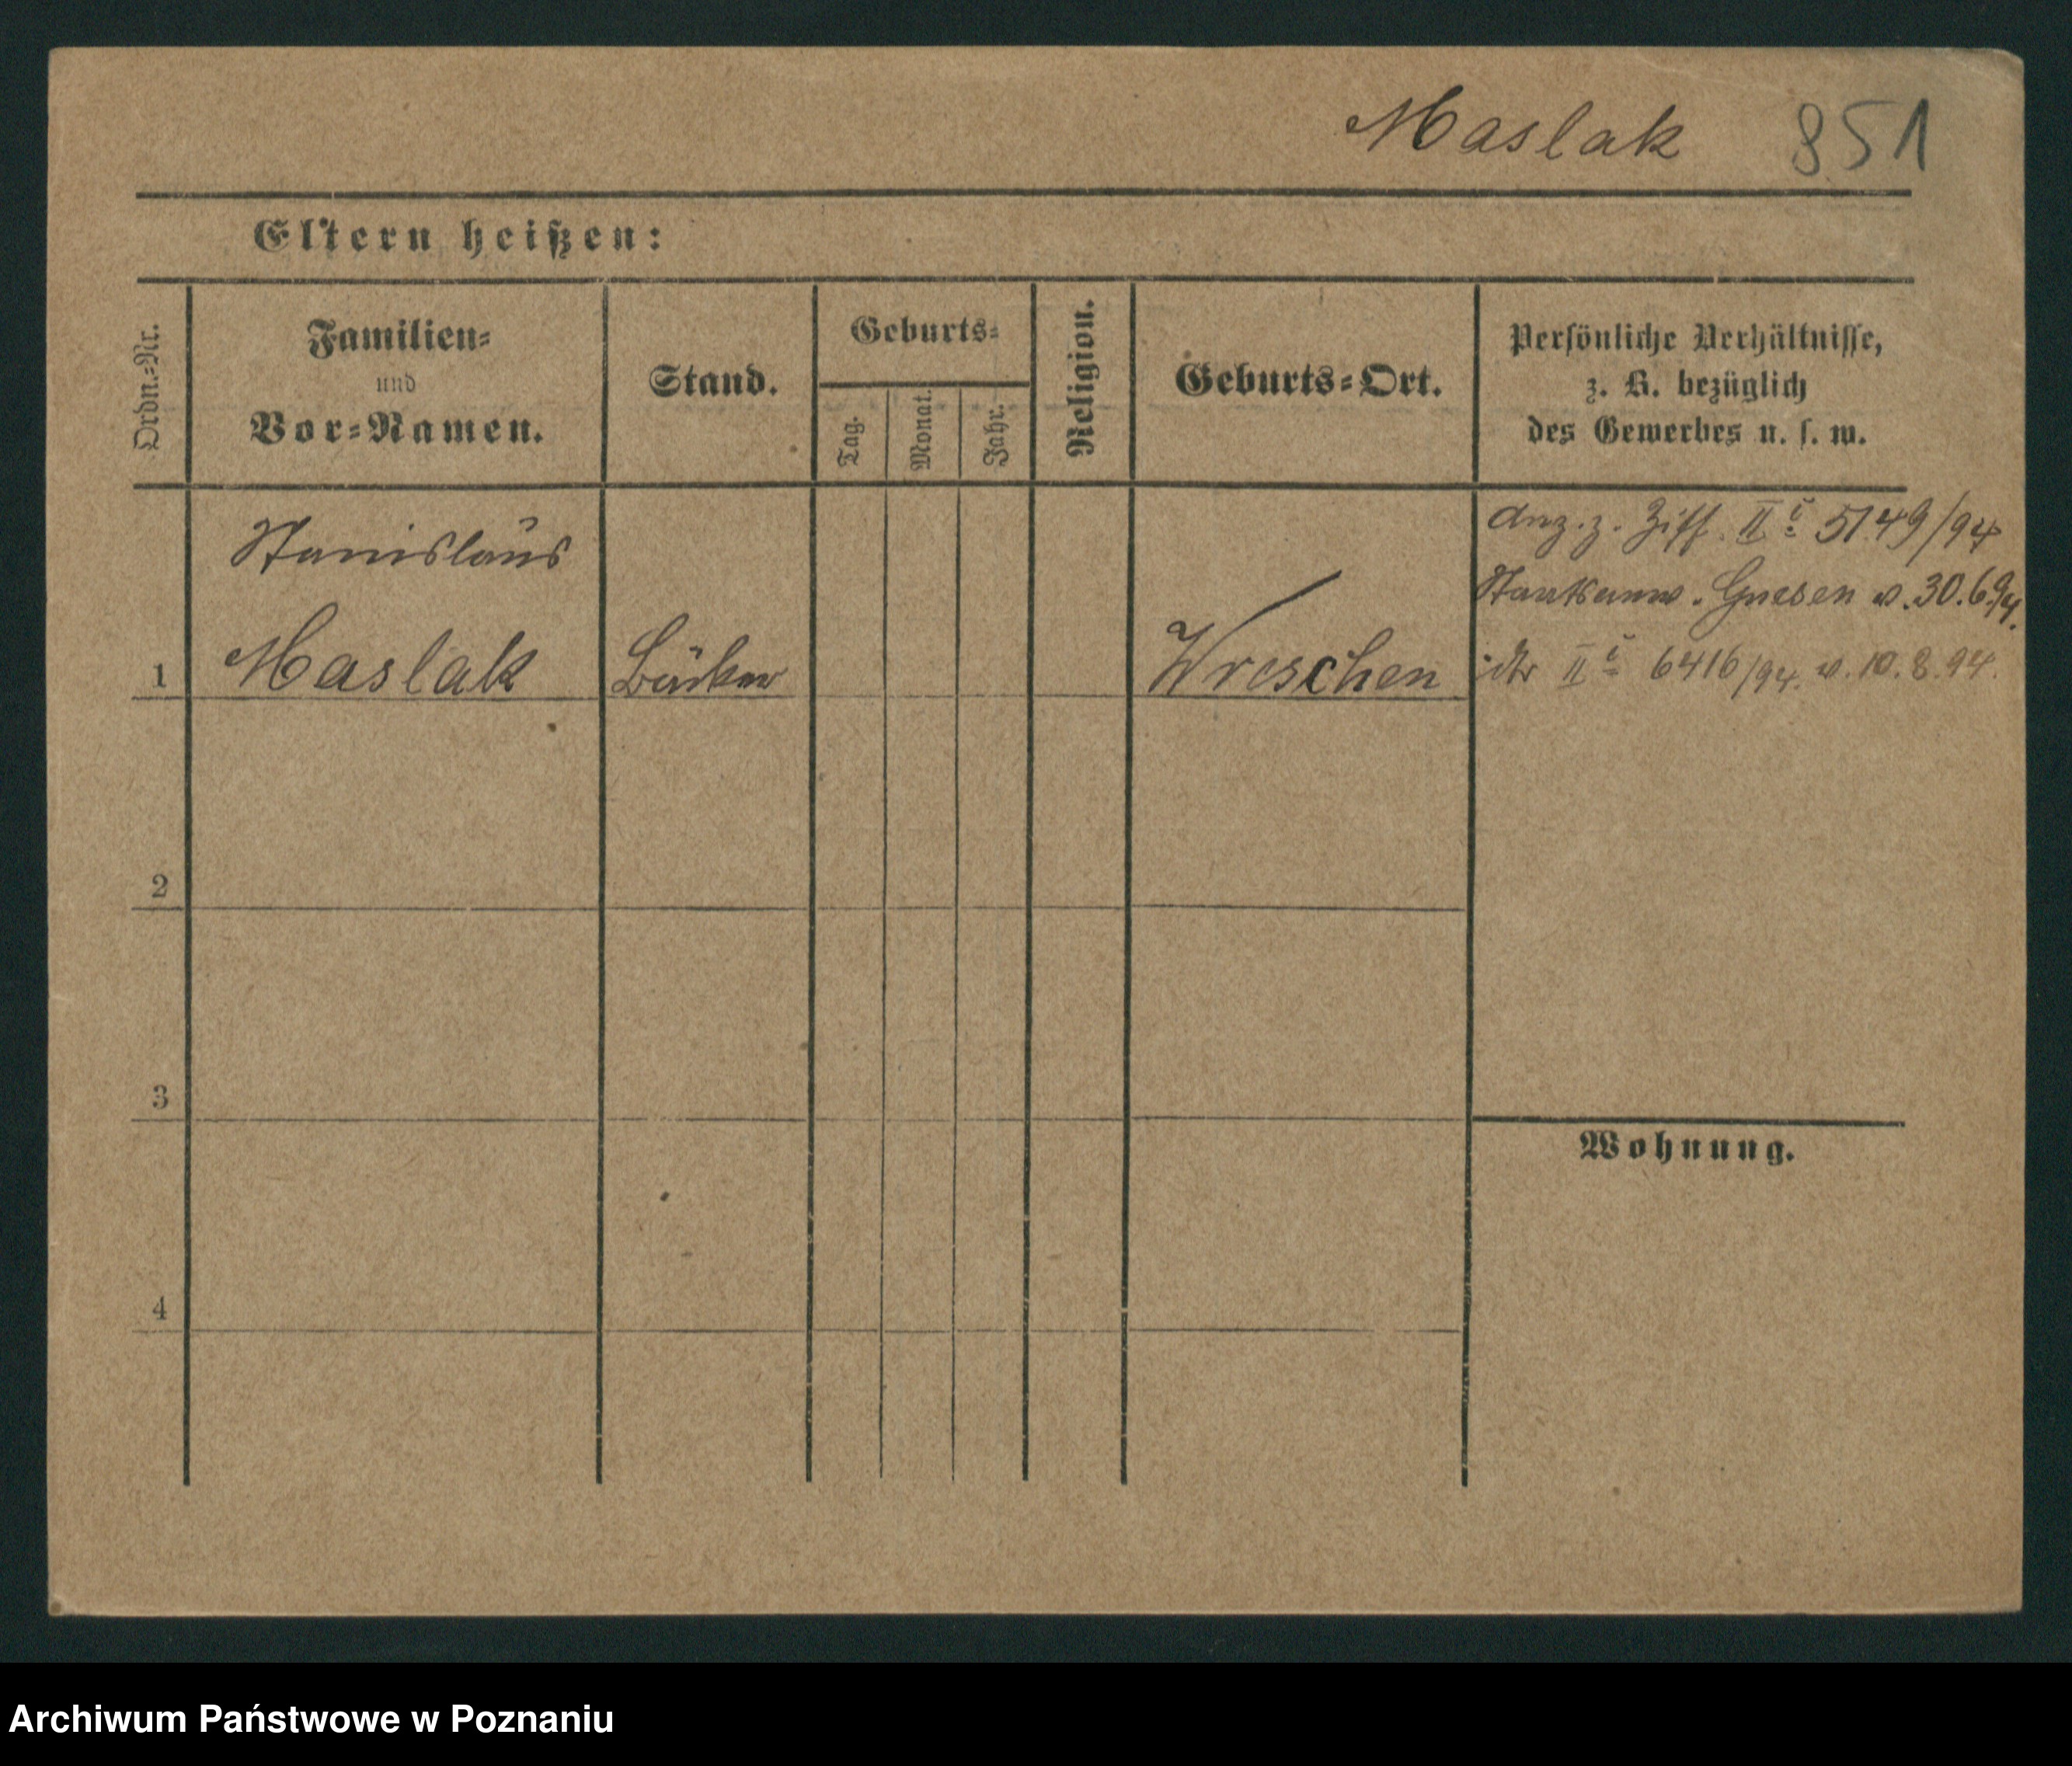 Maslak 851
Eltern heißen:
Ordn.-Nr.
Familien-
und
Vor-Namen.
Stand.
Geburts-
Tag.
Monat.
Jahr.
Religion.
Geburts-Ort.
Persönliche Verhältnisse,
z. B. bezüglich
des Gewerbes u. s. w.
Stanislaus
1 Maslak Bäcker Wreschen
Anz. z. Ziff. II i 5149/94
Staatsanw. Gnesen v. 30.6.94.
II i 6416/94. v. 10.8.94.
2
3
Wohnung.
4
Archiwum Państwowe w Poznaniu